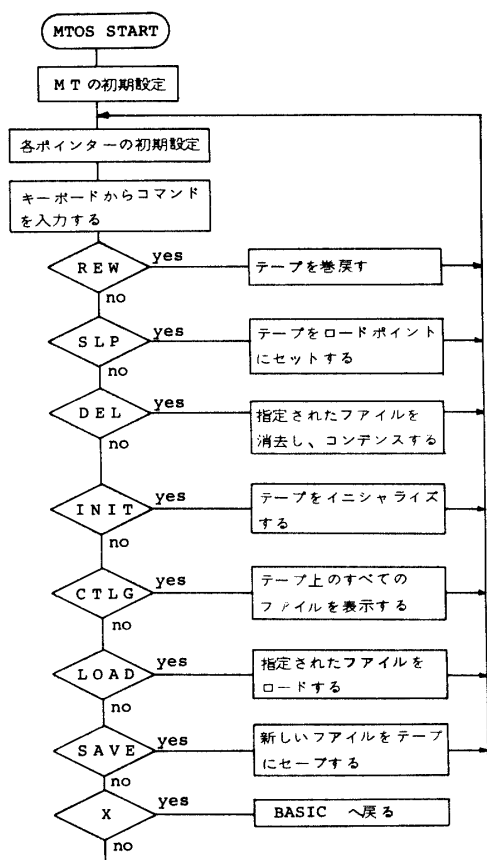 MTOS START
MTの初期設定
各ポインターの初期設定
キーボードからコマンド
を入力する
REW
yes
テープを巻戻す
no
SLP
yes
テープをロードポイント
にセットする
no
DEL
yes
指定されたファイルを
消去し、コンデンスする
no
INIT
yes
テープをイニシャライズ
する
no
CTLG
yes
テープ上のすべての
ファイルを表示する
no
LOAD
yes
指定されたファイルを
ロードする
no
SAVE
yes
新しいファイルをテープ
にセーブする
no
X
yes
BASIC へ戻る
no